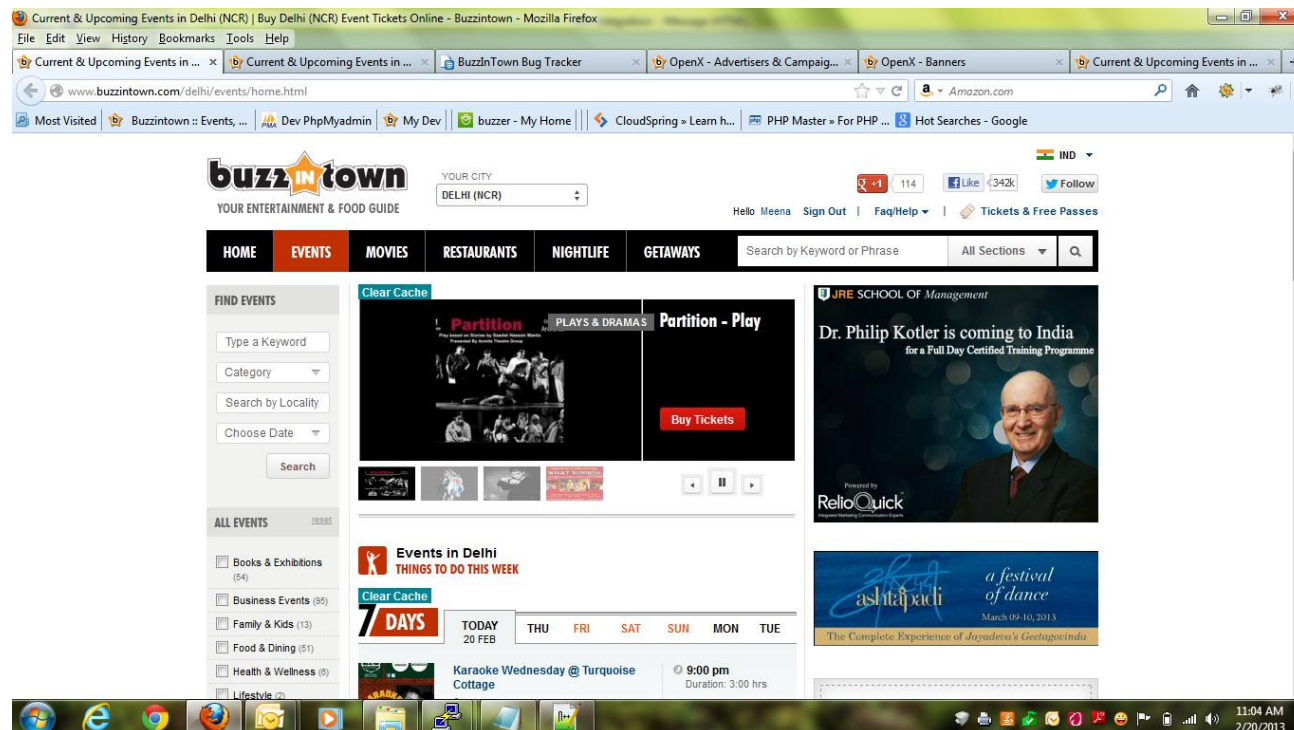 Current & Upcoming Events in Delhi (NCR) | Buy Delhi (NCR) Event Tickets Online - Buzzintown - Mozilla Firefox
File Edit View History Bookmarks Tools Help
Current & Upcoming Events in ... Current & Upcoming Events in ... BuzzInTown Bug Tracker OpenX - Advertisers & Campaig... OpenX - Banners Current & Upcoming Events in ...
www.buzzintown.com/delhi/events/home.html Amazon.com
Most Visited Buzzintown :: Events, ... Dev PhpMyadmin My Dev buzzer - My Home CloudSpring » Learn h... PHP Master » For PHP ... Hot Searches - Google
IND
buzz IN town
YOUR CITY
DELHI (NCR)
+1 114 Like 342k Follow
YOUR ENTERTAINMENT & FOOD GUIDE
Hello Meena Sign Out | Faq/Help | Tickets & Free Passes
HOME EVENTS MOVIES RESTAURANTS NIGHTLIFE GETAWAYS Search by Keyword or Phrase All Sections
FIND EVENTS
Type a Keyword
Category
Search by Locality
Choose Date
Search
ALL EVENTS reset
Books & Exhibitions
(54)
Business Events (95)
Family & Kids (13)
Food & Dining (51)
Health & Wellness (6)
Lifestyle (2)
Clear Cache
Partition
PLAYS & DRAMAS
Partition - Play
Buy Tickets
Events in Delhi
THINGS TO DO THIS WEEK
Clear Cache
7 DAYS
TODAY
20 FEB
THU FRI SAT SUN MON TUE
Karaoke Wednesday @ Turquoise
Cottage
9:00 pm
Duration: 3:00 hrs
JRE SCHOOL OF Management
Dr. Philip Kotler is coming to India
for a Full Day Certified Training Programme
Powered by
RelioQuick
Integrated Marketing Communication Experts
ashtapadi
a festival
of dance
March 09-10, 2013
The Complete Experience of Jayadeva's Geetagovinda
11:04 AM
2/20/2013